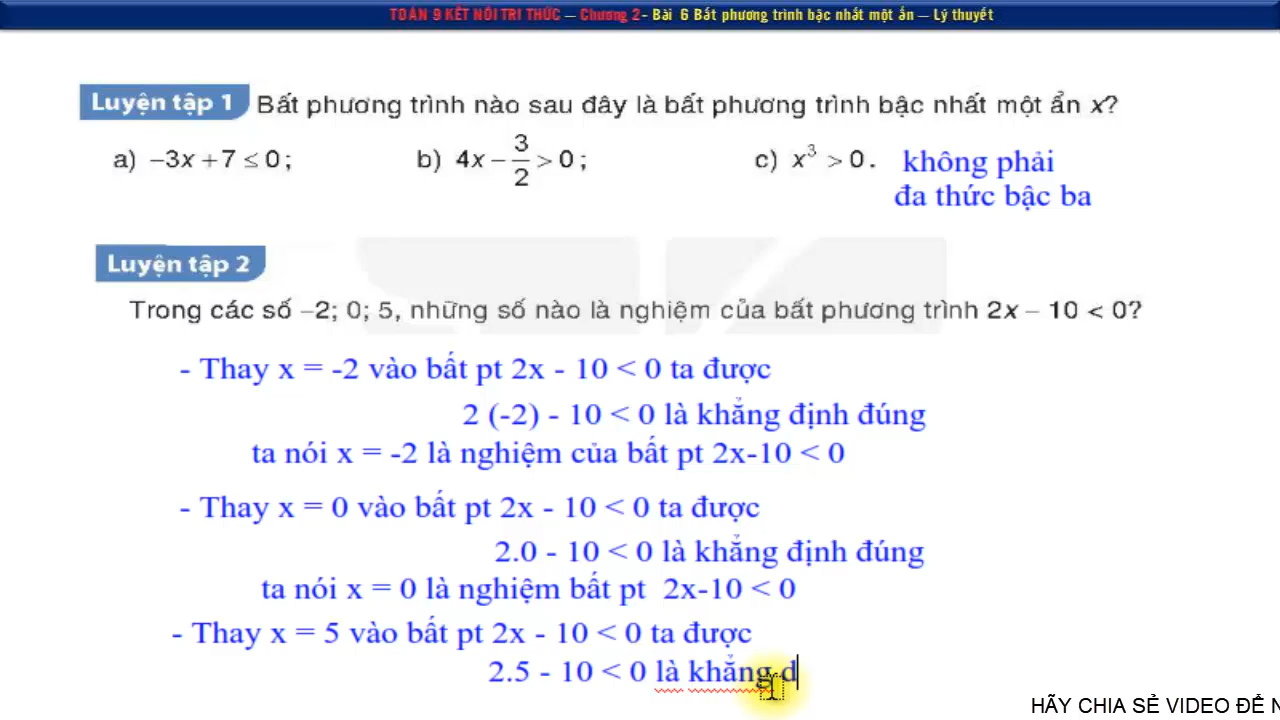 TOÁN 9 KẾT NỐI TRI THỨC – Chương 2- Bài 6 Bất phương trình bậc nhất một ẩn – Lý thuyết
Luyện tập 1 Bất phương trình nào sau đây là bất phương trình bậc nhất một ẩn x?
a) −3x + 7 ≤ 0; b) 4x − 3/2 > 0; c) x³ > 0. không phải
đa thức bậc ba
Luyện tập 2
Trong các số −2; 0; 5, những số nào là nghiệm của bất phương trình 2x − 10 < 0?
- Thay x = -2 vào bất pt 2x - 10 < 0 ta được
2 (-2) - 10 < 0 là khẳng định đúng
ta nói x = -2 là nghiệm của bất pt 2x-10 < 0
- Thay x = 0 vào bất pt 2x - 10 < 0 ta được
2.0 - 10 < 0 là khẳng định đúng
ta nói x = 0 là nghiệm bất pt 2x-10 < 0
- Thay x = 5 vào bất pt 2x - 10 < 0 ta được
2.5 - 10 < 0 là khẳng đ
HÃY CHIA SẺ VIDEO ĐỂ N